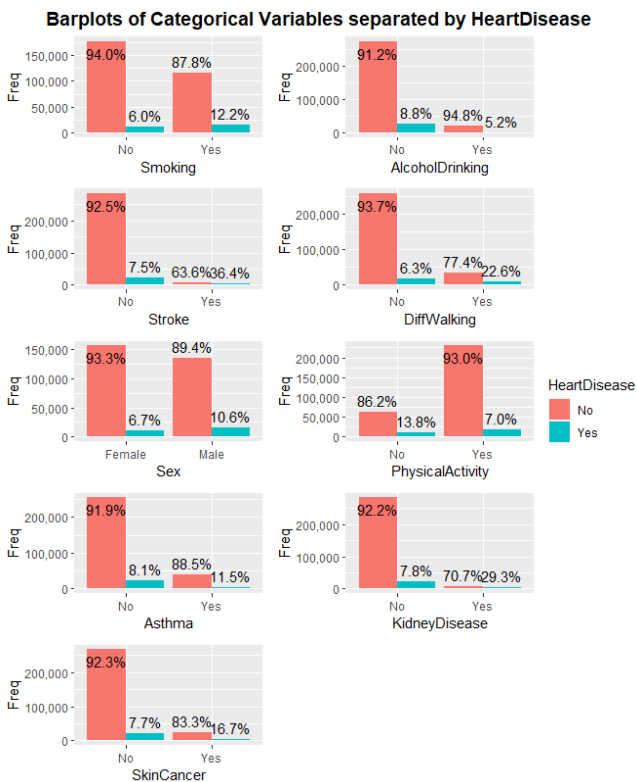 Barplots of Categorical Variables separated by HeartDisease
Freq
150,000
100,000
50,000
0
94.0%
6.0%
87.8%
12.2%
No
Yes
Smoking
Freq
200,000
100,000
0
91.2%
8.8%
94.8%
5.2%
No
Yes
AlcoholDrinking
Freq
200,000
100,000
0
92.5%
7.5%
63.6%
36.4%
No
Yes
Stroke
Freq
200,000
100,000
0
93.7%
6.3%
77.4%
22.6%
No
Yes
DiffWalking
Freq
150,000
100,000
50,000
0
93.3%
6.7%
89.4%
10.6%
Female
Male
Sex
Freq
200,000
150,000
100,000
50,000
0
86.2%
13.8%
93.0%
7.0%
No
Yes
PhysicalActivity
HeartDisease
No
Yes
Freq
200,000
100,000
0
91.9%
8.1%
88.5%
11.5%
No
Yes
Asthma
Freq
200,000
100,000
0
92.2%
7.8%
70.7%
29.3%
No
Yes
KidneyDisease
Freq
200,000
100,000
0
92.3%
7.7%
83.3%
16.7%
No
Yes
SkinCancer